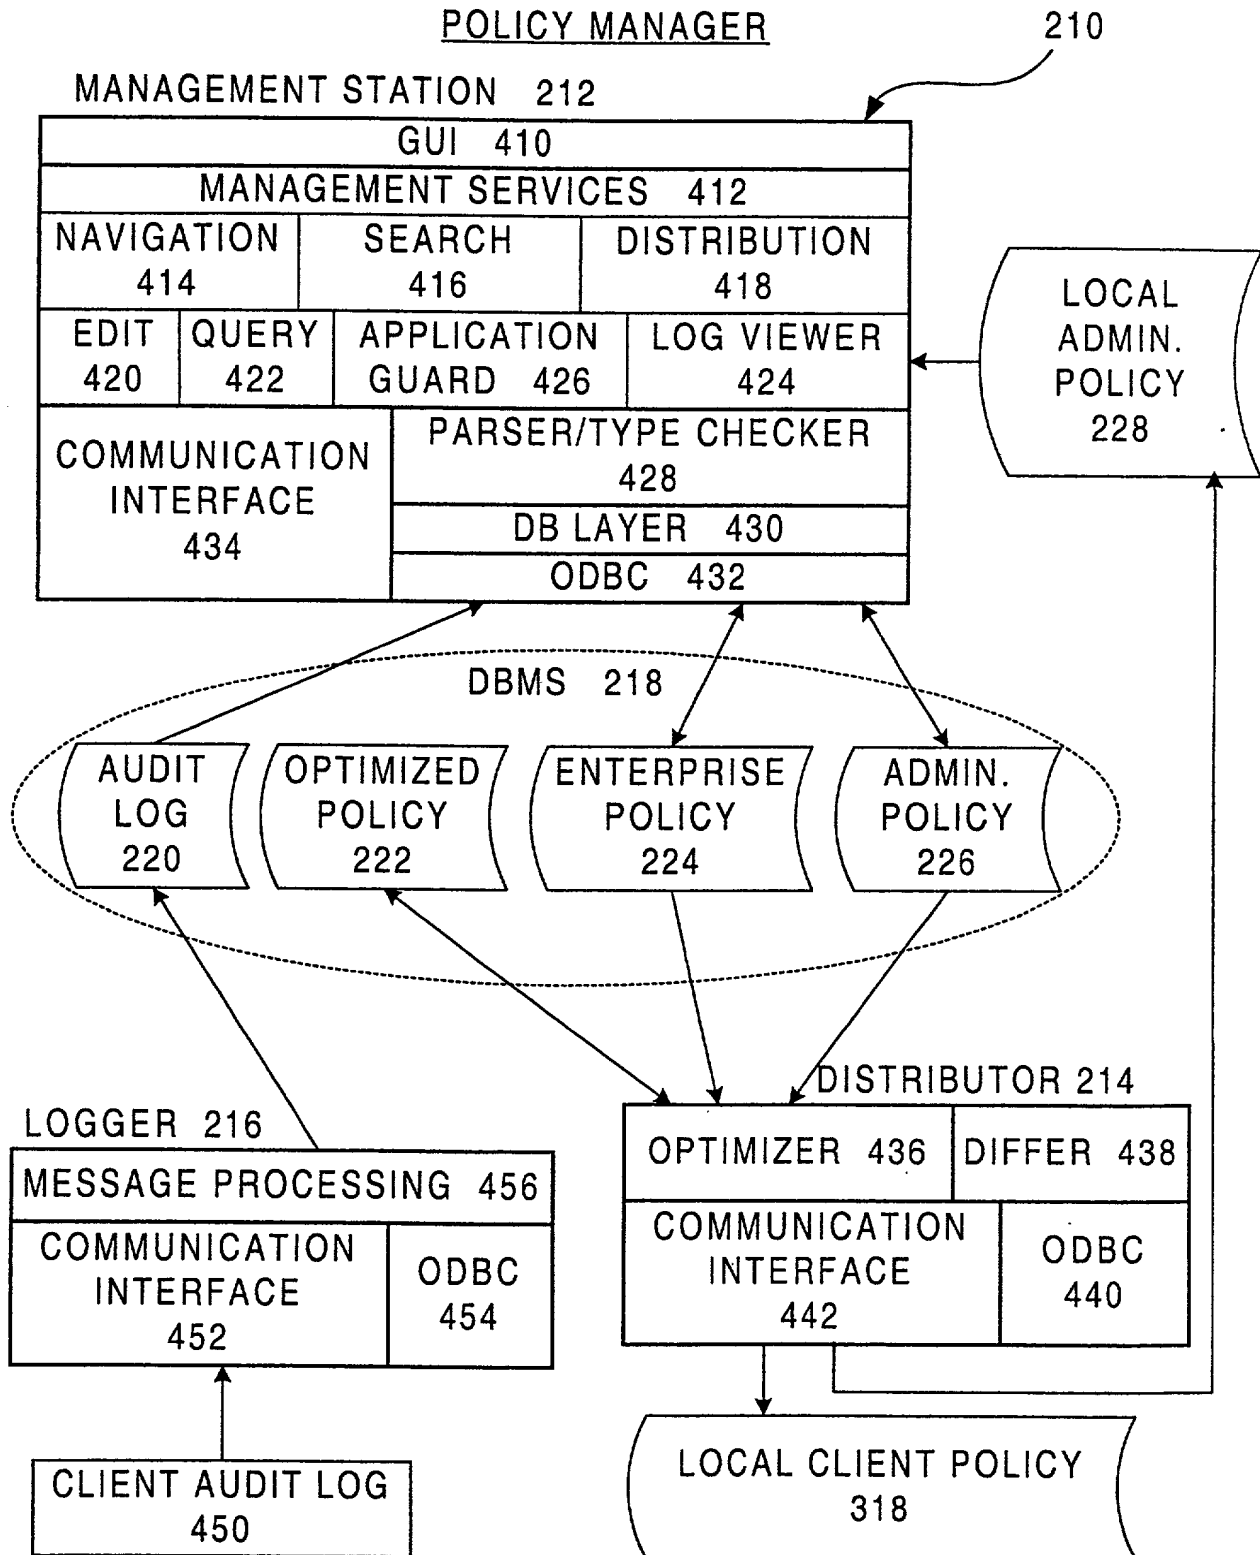 POLICY MANAGER
210
MANAGEMENT STATION 212
GUI 410
MANAGEMENT SERVICES 412
NAVIGATION
414
SEARCH
416
DISTRIBUTION
418
EDIT
420
QUERY
422
APPLICATION
GUARD 426
LOG VIEWER
424
LOCAL
ADMIN.
POLICY
228
COMMUNICATION
INTERFACE
434
PARSER/TYPE CHECKER
428
DB LAYER 430
ODBC 432
DBMS 218
AUDIT
LOG
220
OPTIMIZED
POLICY
222
ENTERPRISE
POLICY
224
ADMIN.
POLICY
226
LOGGER 216
MESSAGE PROCESSING 456
COMMUNICATION
INTERFACE
452
ODBC
454
CLIENT AUDIT LOG
450
DISTRIBUTOR 214
OPTIMIZER 436
DIFFER 438
COMMUNICATION
INTERFACE
442
ODBC
440
LOCAL CLIENT POLICY
318